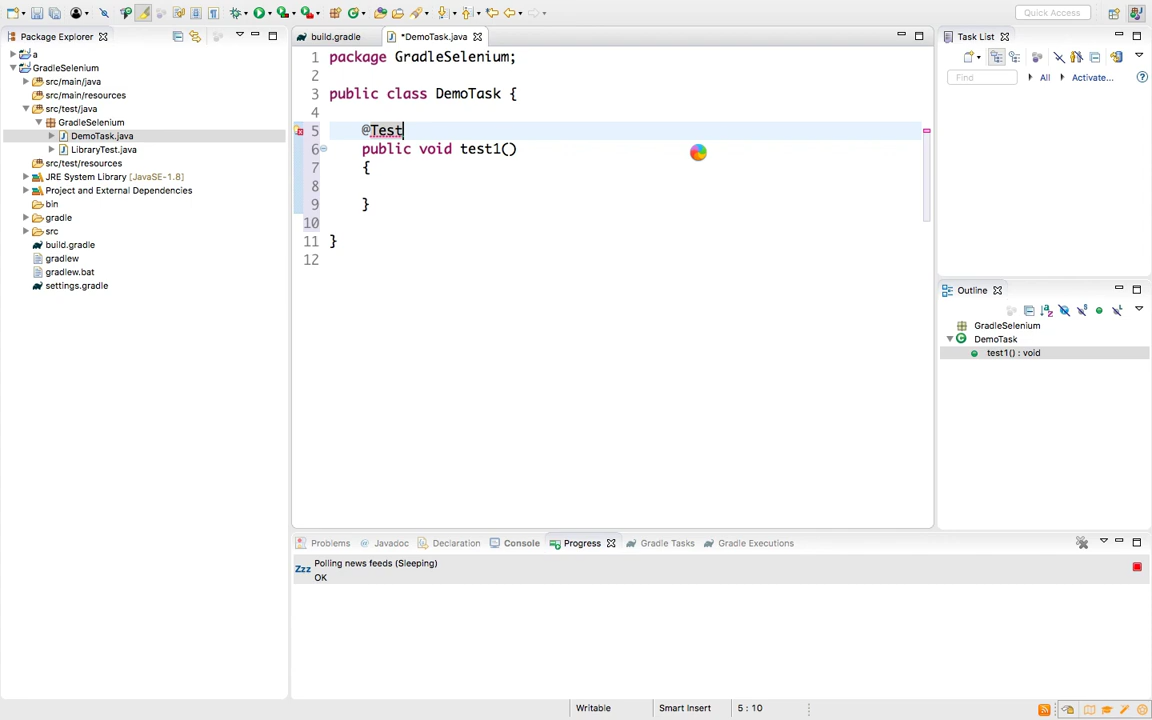 Quick Access
Package Explorer
a
GradleSelenium
src/main/java
src/main/resources
src/test/java
GradleSelenium
DemoTask.java
LibraryTest.java
src/test/resources
JRE System Library [JavaSE-1.8]
Project and External Dependencies
bin
gradle
src
build.gradle
gradlew
gradlew.bat
settings.gradle
build.gradle
*DemoTask.java
1 package GradleSelenium;
2
3 public class DemoTask {
4
5 @Test
6 public void test1()
7 {
8
9 }
10
11 }
12
Task List
Find
All
Activate...
Outline
GradleSelenium
DemoTask
test1() : void
Problems
Javadoc
Declaration
Console
Progress
Gradle Tasks
Gradle Executions
Polling news feeds (Sleeping)
OK
Writable
Smart Insert
5 : 10